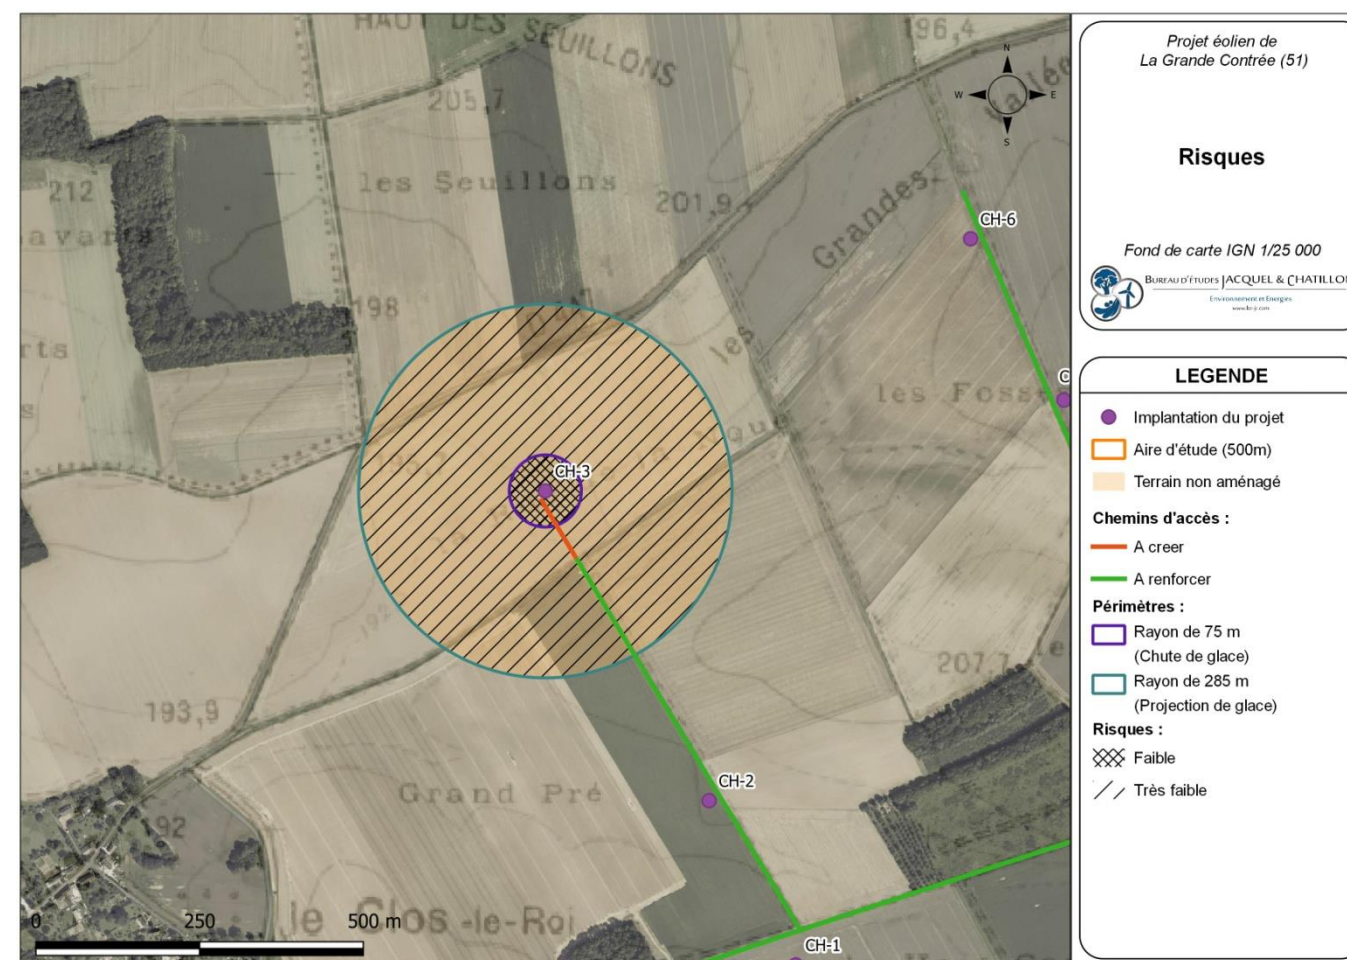 HAUT DES SEUILLONS
196,4
205,7
212
les Seuillons
201,9
Grandes
CH-6
198
les
les Foss
C
CH-3
207,7
193,9
CH-2
Grand Pré
192
0
250
500 m
le Clos-le-Roi
CH-1
N
W
E
S
Projet éolien de
La Grande Contrée (51)
Risques
Fond de carte IGN 1/25 000
BUREAU D'ÉTUDES JACQUEL & CHATILLON
Environnement et Energies
LEGENDE
Implantation du projet
Aire d'étude (500m)
Terrain non aménagé
Chemins d'accès :
A creer
A renforcer
Périmètres :
Rayon de 75 m
(Chute de glace)
Rayon de 285 m
(Projection de glace)
Risques :
Faible
Très faible